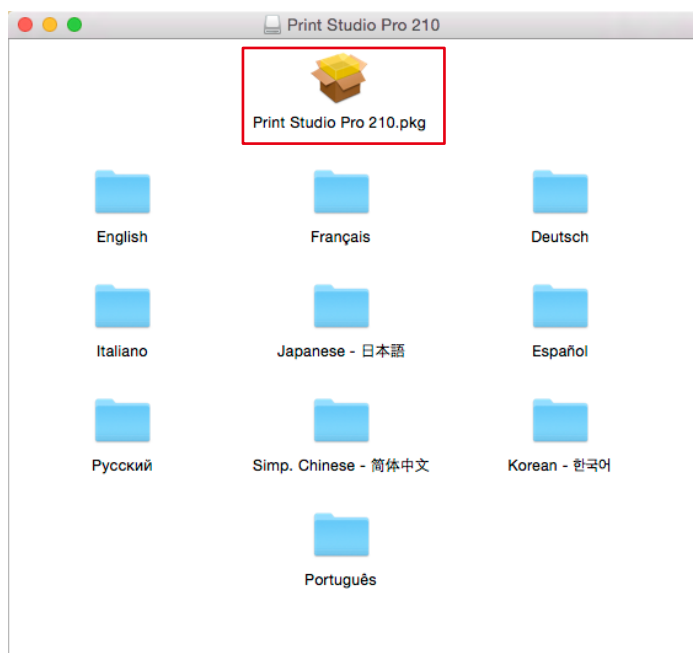 Print Studio Pro 210
Print Studio Pro 210.pkg
English
Français
Deutsch
Italiano
Japanese - 日本語
Español
Русский
Simp. Chinese - 简体中文
Korean - 한국어
Português